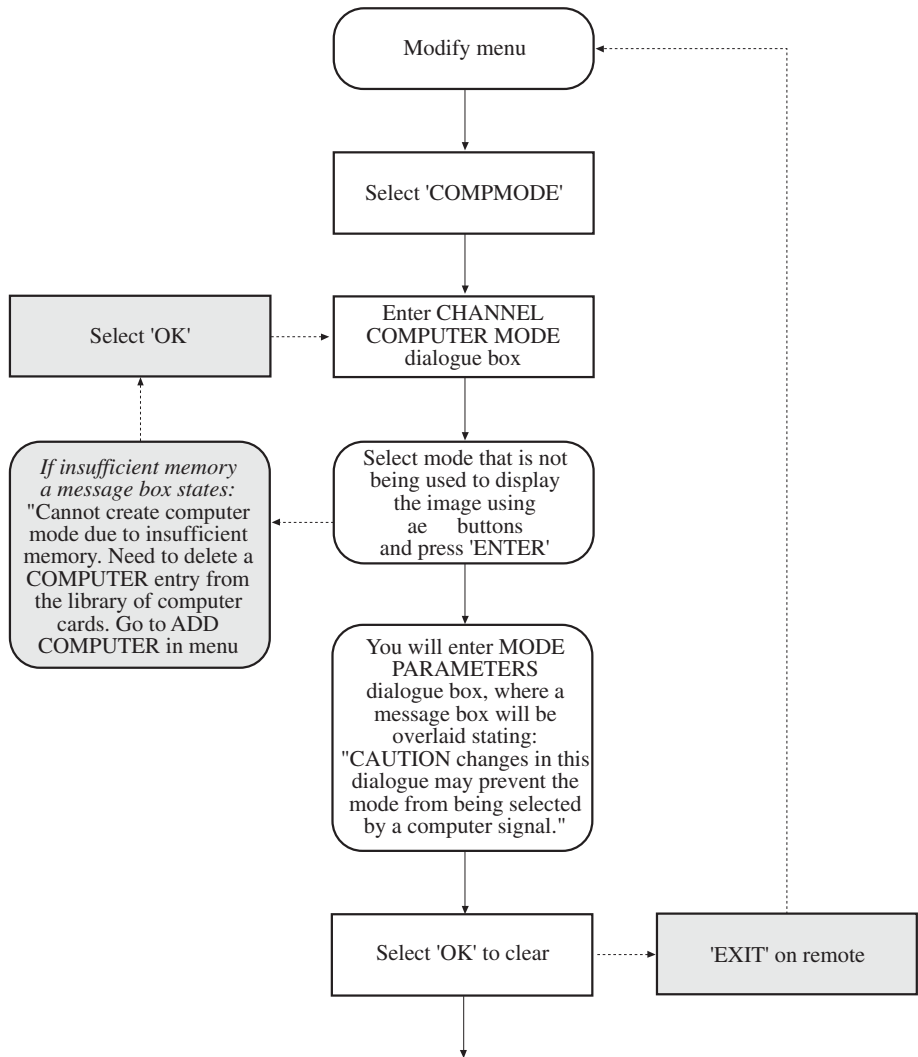 Modify menu
Select 'COMPMODE'
Enter CHANNEL
COMPUTER MODE
dialogue box
Select 'OK'
Select mode that is not
being used to display
the image using
ae buttons
and press 'ENTER'
If insufficient memory
a message box states:
"Cannot create computer
mode due to insufficient
memory. Need to delete a
COMPUTER entry from
the library of computer
cards. Go to ADD
COMPUTER in menu
You will enter MODE
PARAMETERS
dialogue box, where a
message box will be
overlaid stating:
"CAUTION changes in this
dialogue may prevent the
mode from being selected
by a computer signal."
Select 'OK' to clear
'EXIT' on remote